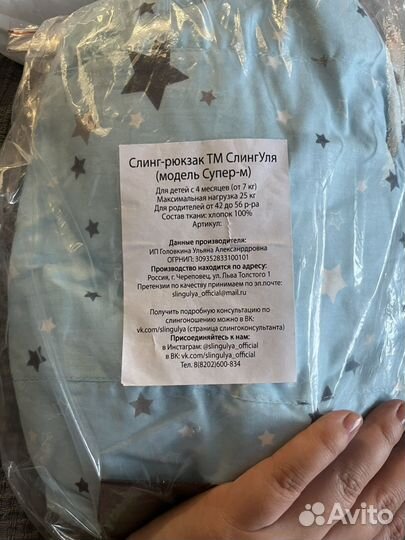 Слинг-рюкзак ТМ СлингУля
(модель Супер-м)
Для детей с 4 месяцев (от 7 кг)
Максимальная нагрузка 25 кг
Для родителей от 42 до 56 р-ра
Состав ткани: хлопок 100%
Артикул:
Данные производителя:
ИП Головкина Ульяна Александрдровна
ОГРНИП: 309352833100101
Производство находится по адресу:
Россия, г. Череповец, ул. Льва Толстого 1
Претензии по качеству принимаем по эл.почте:
slingulya_official@mail.ru
Получить подробную консультацию по
слингоношению можно в ВК:
vk.com/slingulya (страница слингоконсультанта)
Присоединяйтесь к нам:
в Инстаграм: @slingulya_official
в ВК: vk.com/slingulya_official
Тел. 8(8202)600-834
Avito